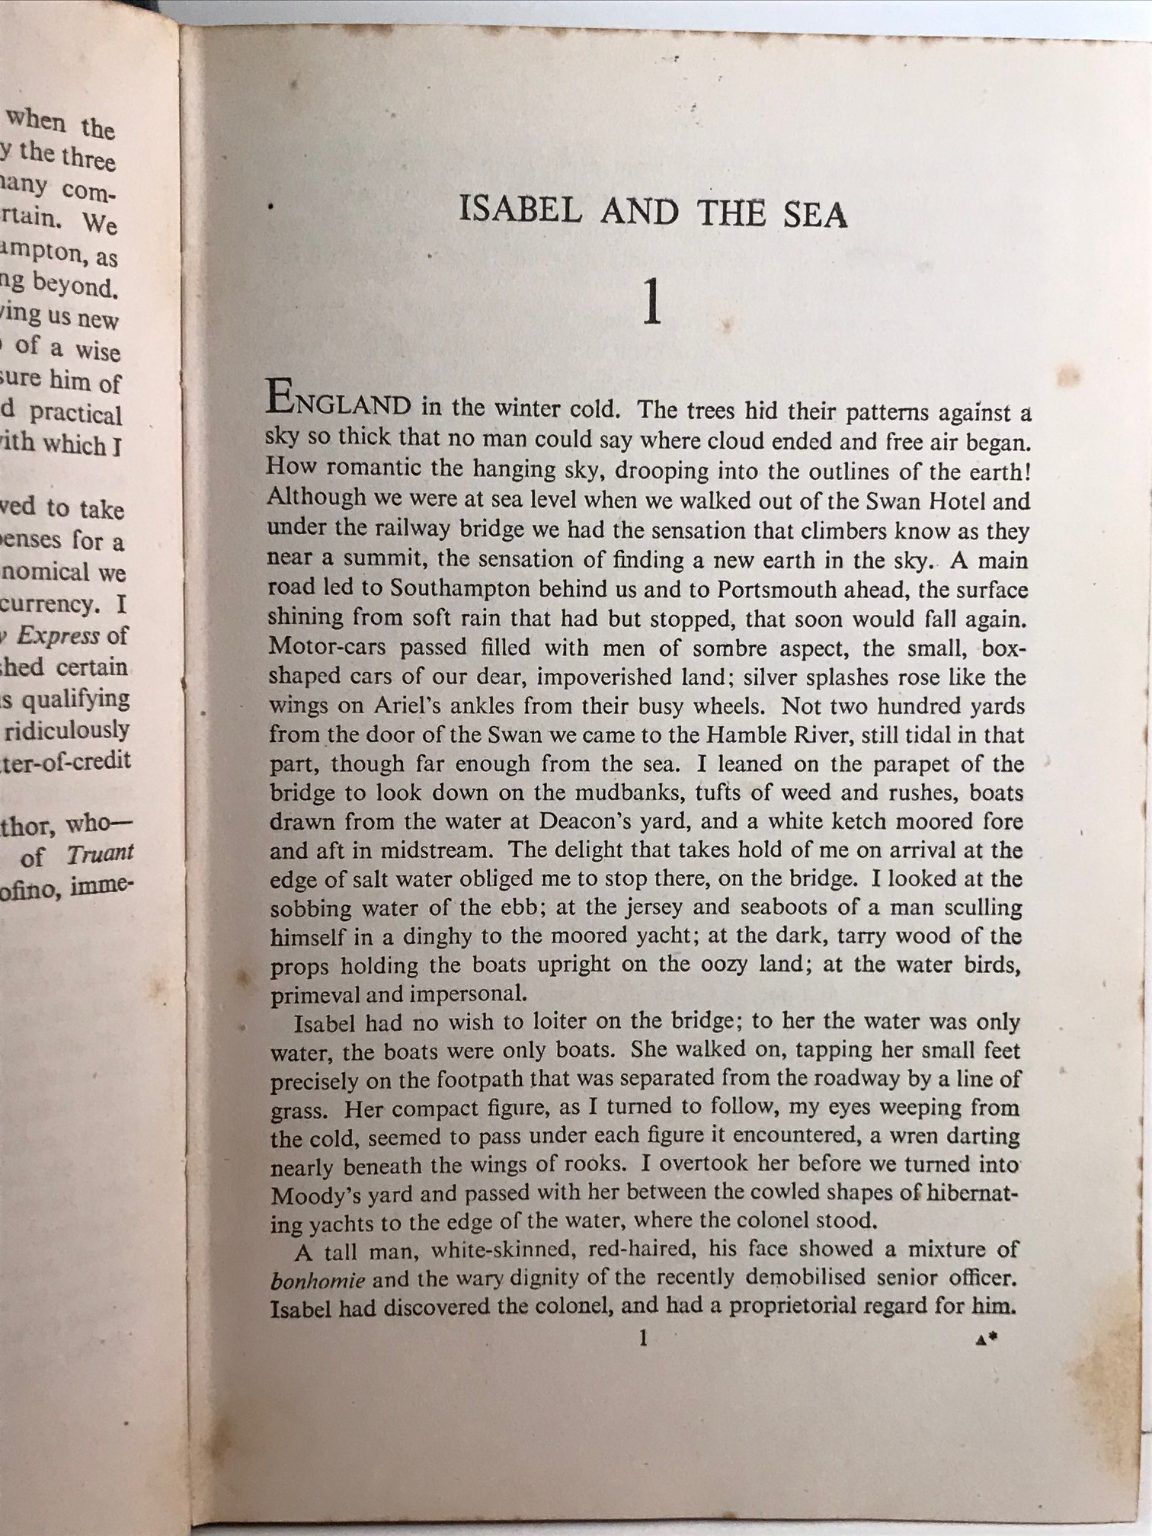 when the
the three
com-
We
as
beyond.
us new
of a wise
him of
practical
which I
to take
for a
we
currency. I
Express of
certain
qualifying
ridiculously
who—
of Truant
imme-
ISABEL AND THE SEA
1
ENGLAND in the winter cold. The trees hid their patterns against a
sky so thick that no man could say where cloud ended and free air began.
How romantic the hanging sky, drooping into the outlines of the earth!
Although we were at sea level when we walked out of the Swan Hotel and
under the railway bridge we had the sensation that climbers know as they
near a summit, the sensation of finding a new earth in the sky. A main
road led to Southampton behind us and to Portsmouth ahead, the surface
shining from soft rain that had but stopped, that soon would fall again.
Motor-cars passed filled with men of sombre aspect, the small, box-
shaped cars of our dear, impoverished land; silver splashes rose like the
wings on Ariel's ankles from their busy wheels. Not two hundred yards
from the door of the Swan we came to the Hamble River, still tidal in that
part, though far enough from the sea. I leaned on the parapet of the
bridge to look down on the mudbanks, tufts of weed and rushes, boats
drawn from the water at Deacon's yard, and a white ketch moored fore
and aft in midstream. The delight that takes hold of me on arrival at the
edge of salt water obliged me to stop there, on the bridge. I looked at the
sobbing water of the ebb; at the jersey and seaboots of a man sculling
himself in a dinghy to the moored yacht; at the dark, tarry wood of the
props holding the boats upright on the oozy land; at the water birds,
primeval and impersonal.
Isabel had no wish to loiter on the bridge; to her the water was only
water, the boats were only boats. She walked on, tapping her small feet
precisely on the footpath that was separated from the roadway by a line of
grass. Her compact figure, as I turned to follow, my eyes weeping from
the cold, seemed to pass under each figure it encountered, a wren darting
nearly beneath the wings of rooks. I overtook her before we turned into
Moody's yard and passed with her between the cowled shapes of hibernat-
ing yachts to the edge of the water, where the colonel stood.
A tall man, white-skinned, red-haired, his face showed a mixture of
bonhomie and the wary dignity of the recently demobilised senior officer.
Isabel had discovered the colonel, and had a proprietorial regard for him.
1 A*